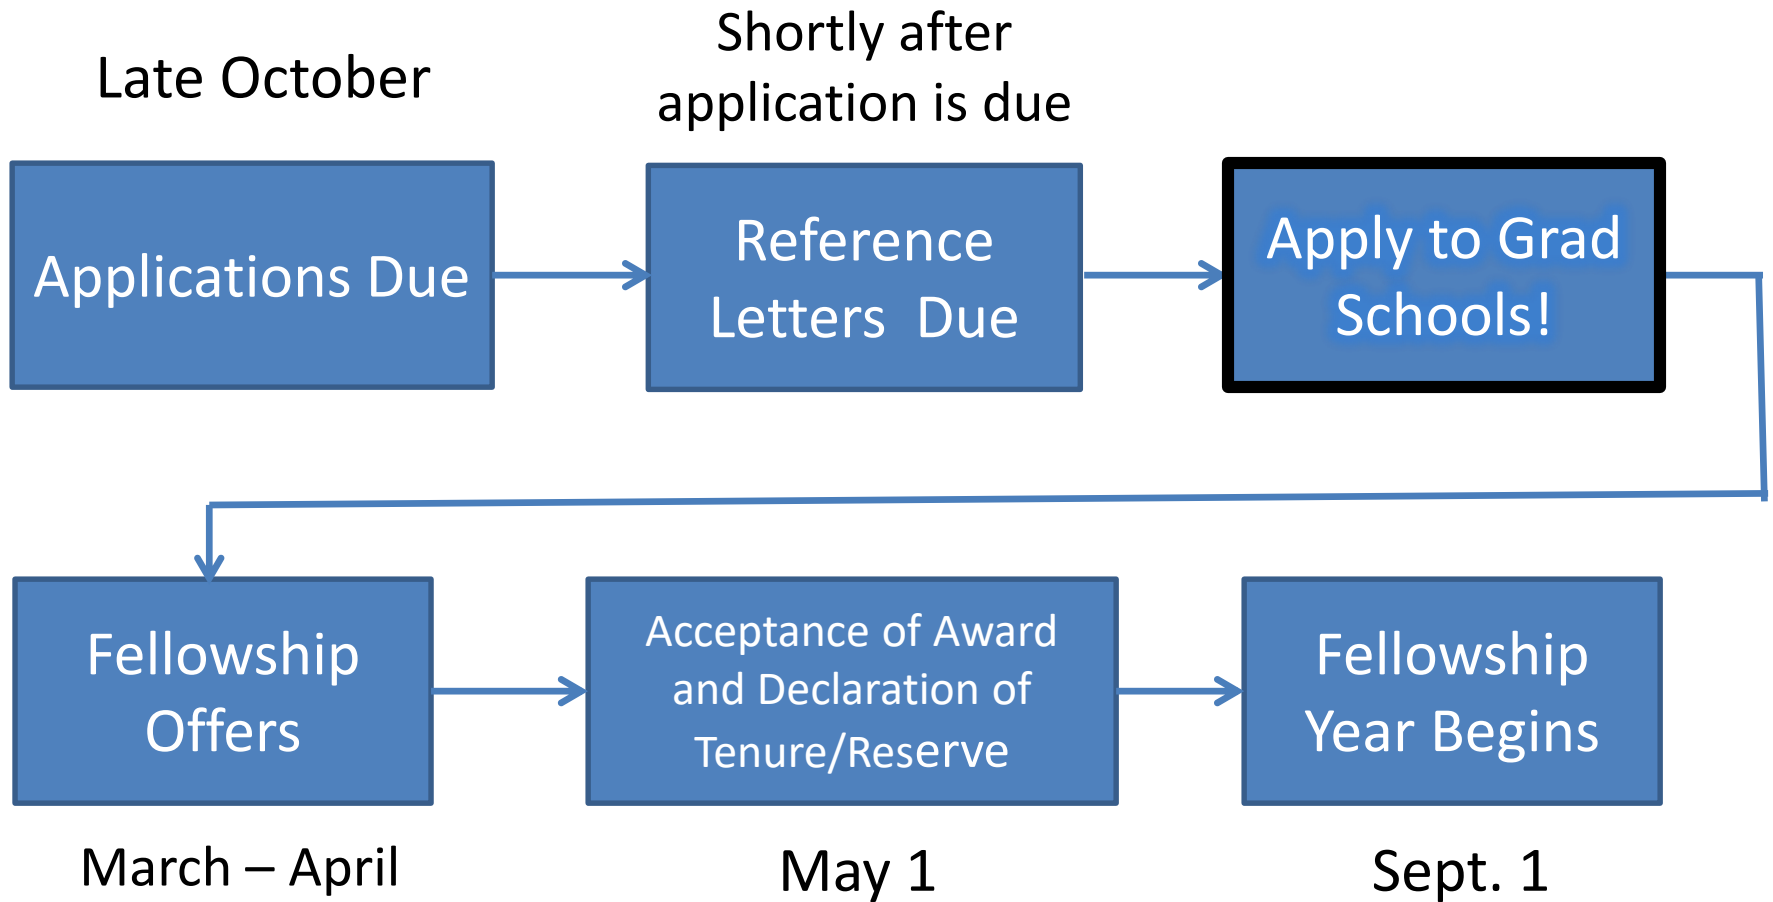 Late October
Shortly after
application is due
Applications Due
Reference
Letters  Due
Apply to Grad
Schools!
Fellowship
Offers
Acceptance of Award
and Declaration of
Tenure/Reserve
Fellowship
Year Begins
March – April
May 1
Sept. 1